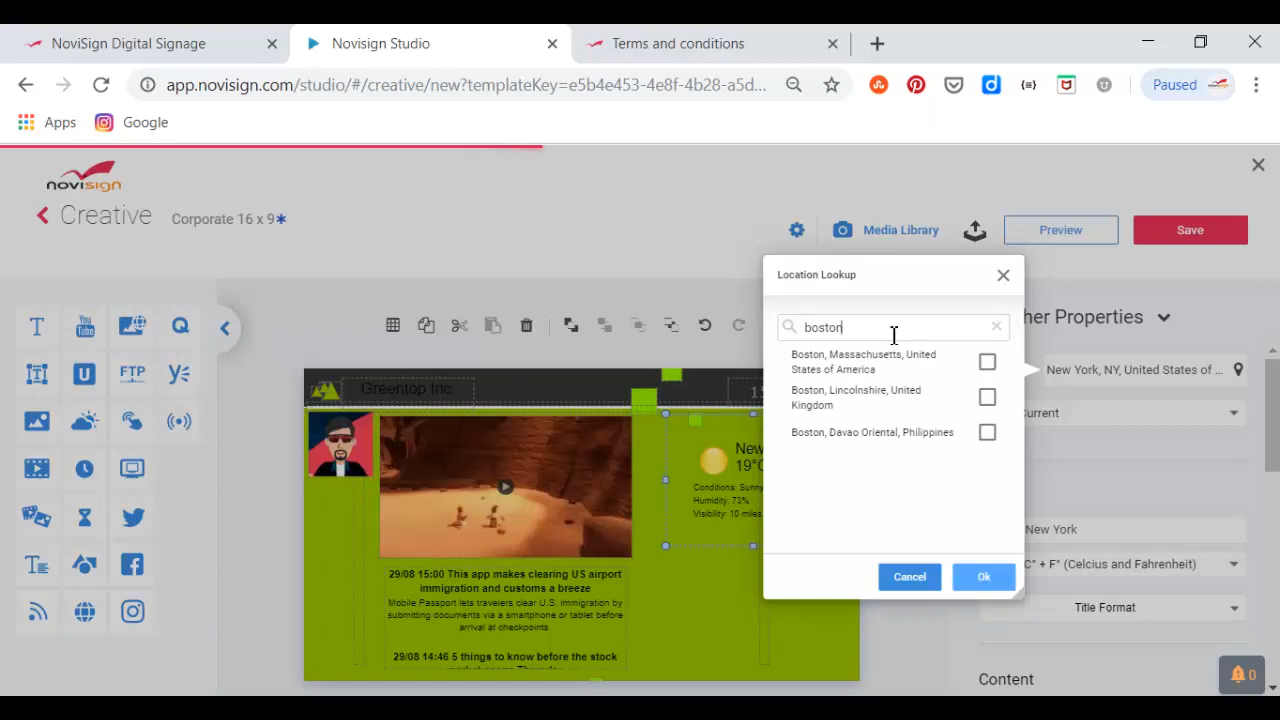 NoviSign Digital Signage
Novisign Studio
Terms and conditions
app.novisign.com/studio/#/creative/new?templateKey=e5b4e453-4e8f-4b28-a5d...
Paused
Apps
Instagram
Google
novisign
Creative
Corporate 16 x 9*
Media Library
Preview
Save
Location Lookup
boston
Boston, Massachusetts, United
States of America
Boston, Lincolnshire, United
Kingdom
Boston, Davao Oriental, Philippines
Cancel
Ok
her Properties
New York, NY, United States of ...
Current
New York
C° + F° (Celcius and Fahrenheit)
Title Format
Content
0
T
You
Tube
Q
U
FTP
Greentop Inc.
New
19°C
Conditions: Sunny
Humidity: 73%
Visibility: 10 miles
29/08 15:00 This app makes clearing US airport
immigration and customs a breeze
Mobile Passport lets travelers clear U.S. immigration by
submitting documents via a smartphone or tablet before
arrival at checkpoints.
29/08 14:46 5 things to know before the stock